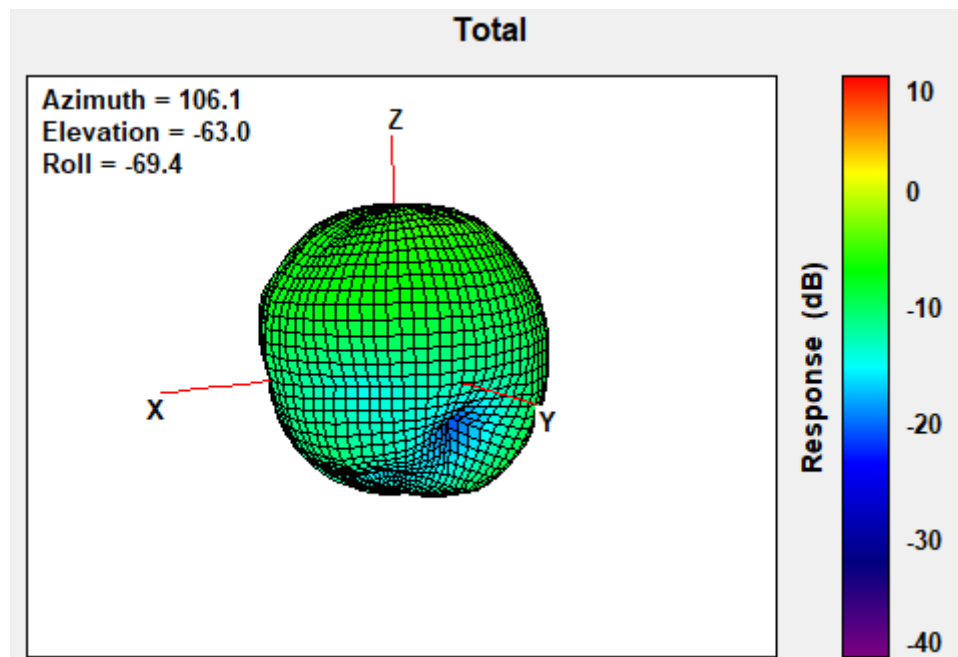 Total
Azimuth = 106.1
Elevation = -63.0
Roll = -69.4
Z
X
Y
Response (dB)
10
0
-10
-20
-30
-40